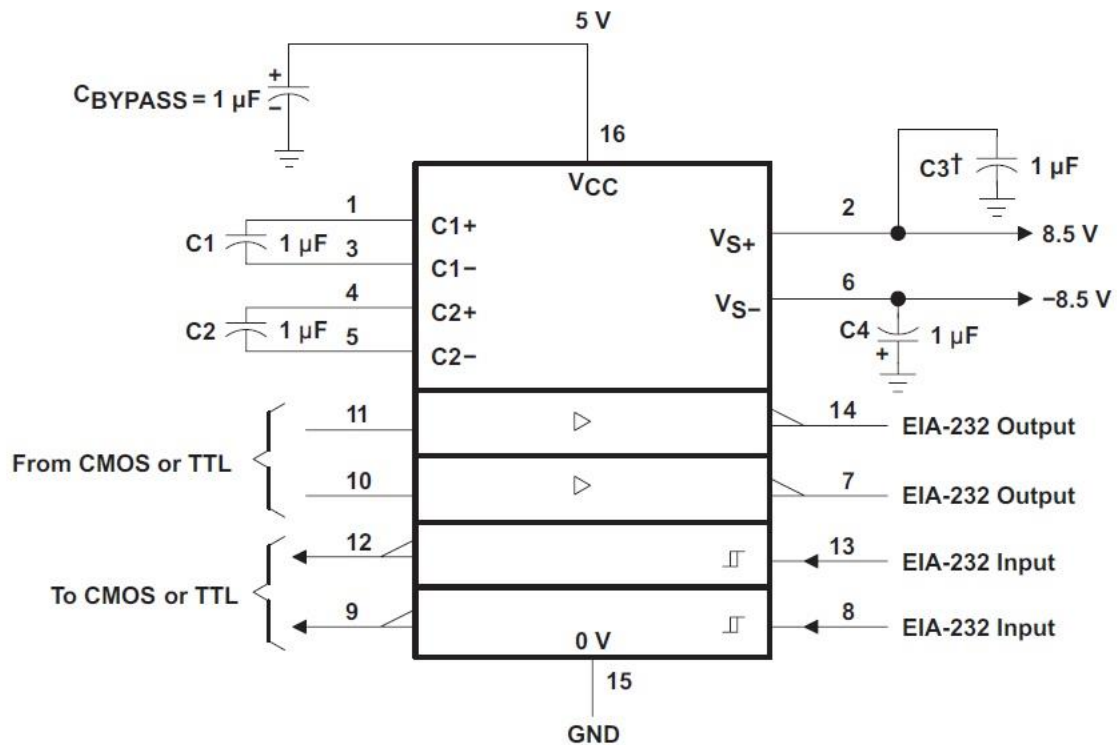 5 V
+
CBYPASS = 1 µF
−
16
VCC
C3†
1 µF
1
C1+
2
C1
1 µF
VS+
8.5 V
3
C1−
4
C2+
6
VS−
−8.5 V
C2
1 µF
C4
1 µF
+
5
C2−
11
14
EIA-232 Output
From CMOS or TTL
10
7
EIA-232 Output
12
13
EIA-232 Input
To CMOS or TTL
9
8
EIA-232 Input
0 V
15
GND